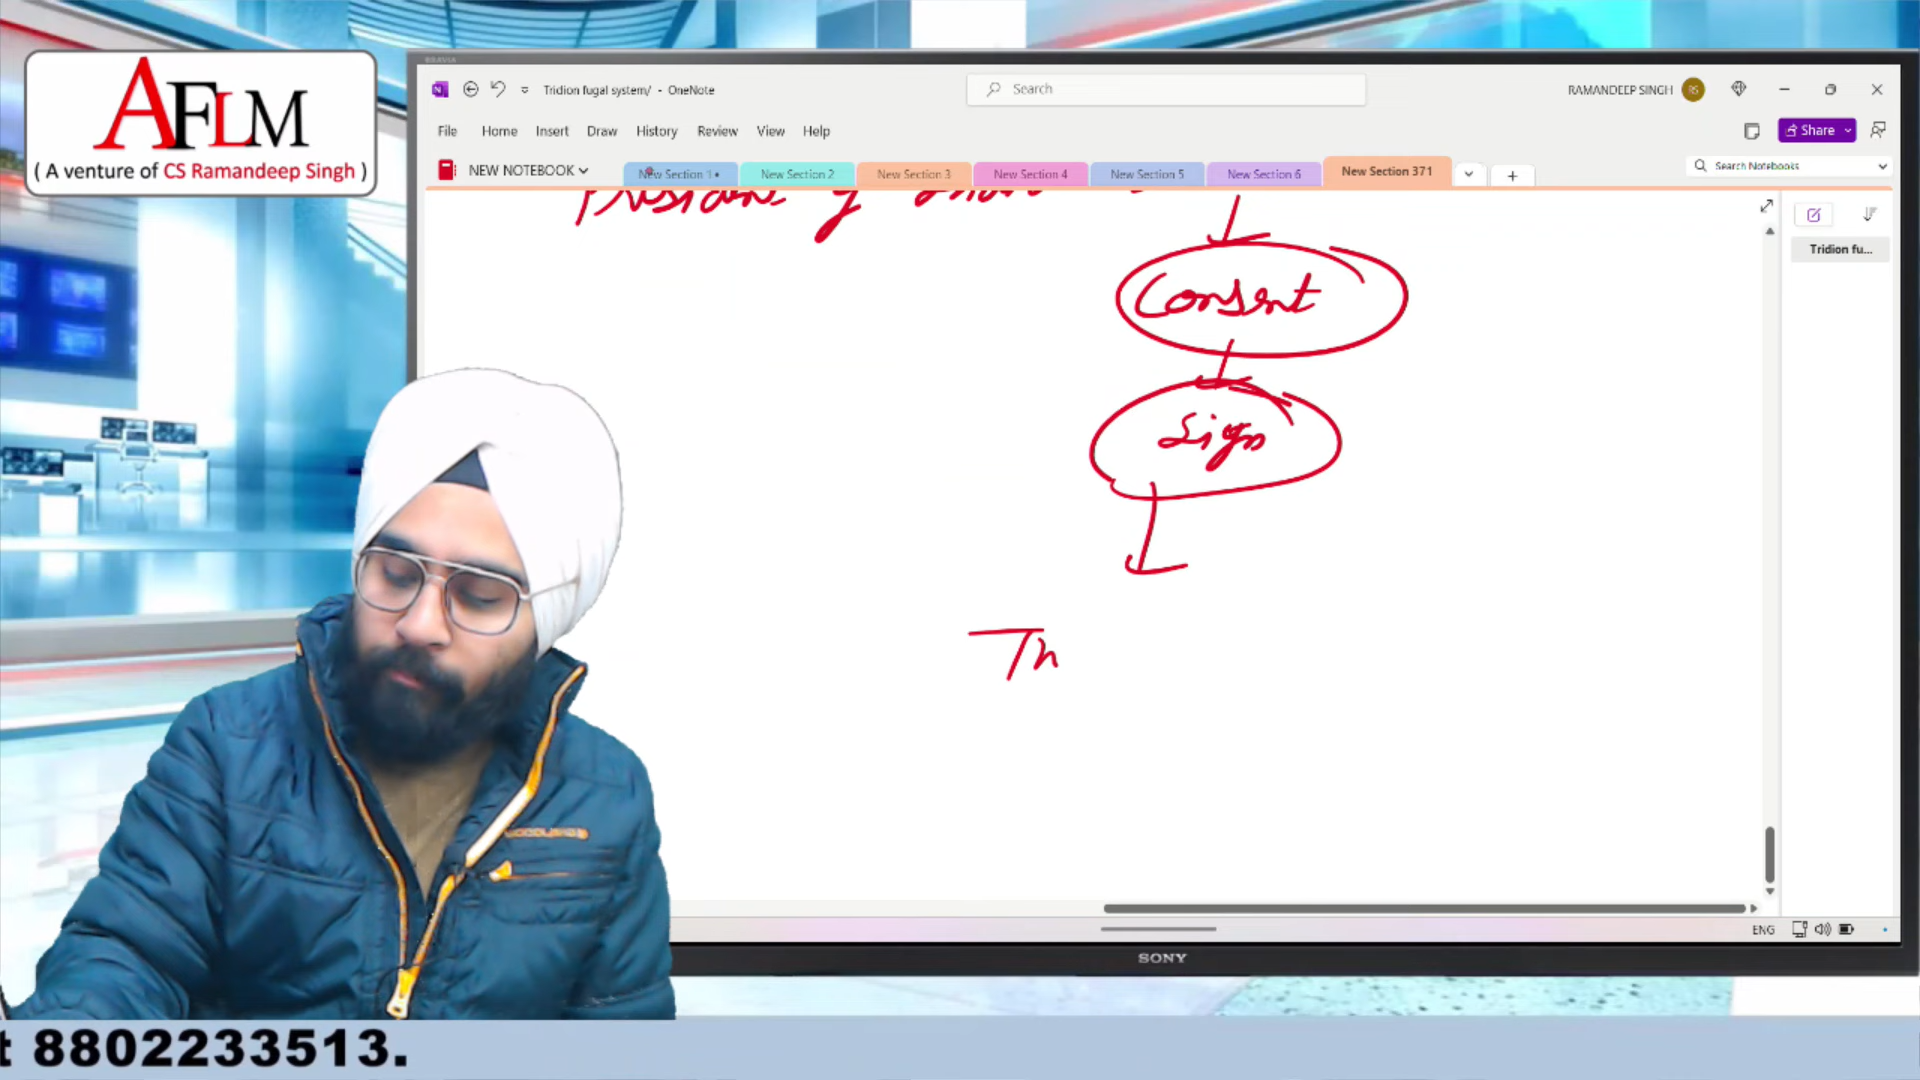 BRAVIA
AFLM
( A venture of CS Ramandeep Singh )
Tridion fugal system/ - OneNote
Search
RAMANDEEP SINGH
RS
File Home Insert Draw History Review View Help
Share
NEW NOTEBOOK
New Section 1
New Section 2
New Section 3
New Section 4
New Section 5
New Section 6
New Section 371
+
Search Notebooks
Tridion fu...
Consent
Sign
Th
ENG
SONY
t 8802233513.